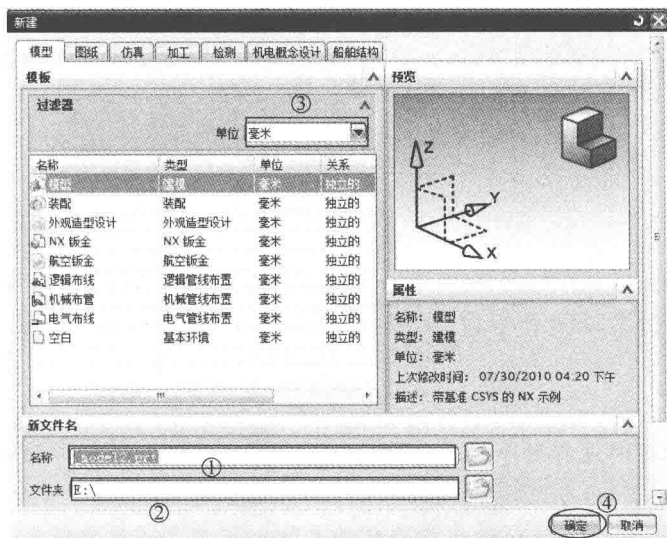 新建
模型 图纸 仿真 加工 检测 机电概念设计 船舶结构
模板
预览
过滤器
③
单位 毫米
名称 类型 单位 关系
模型 建模 毫米 独立的
装配 装配 毫米 独立的
外观造型设计 外观造型设计 毫米 独立的
NX 钣金 NX 钣金 毫米 独立的
航空钣金 航空钣金 毫米 独立的
逻辑布线 逻辑管线布置 毫米 独立的
机械布管 机械管线布置 毫米 独立的
电气布线 电气管线布置 毫米 独立的
空白 基本环境 毫米 独立的
Z
Y
X
属性
名称: 模型
类型: 建模
单位: 毫米
上次修改时间: 07/30/2010 04:20 下午
描述: 带基准 CSYS 的 NX 示例
新文件名
名称 model2.prt
①
文件夹 E:\
②
④
确定 取消